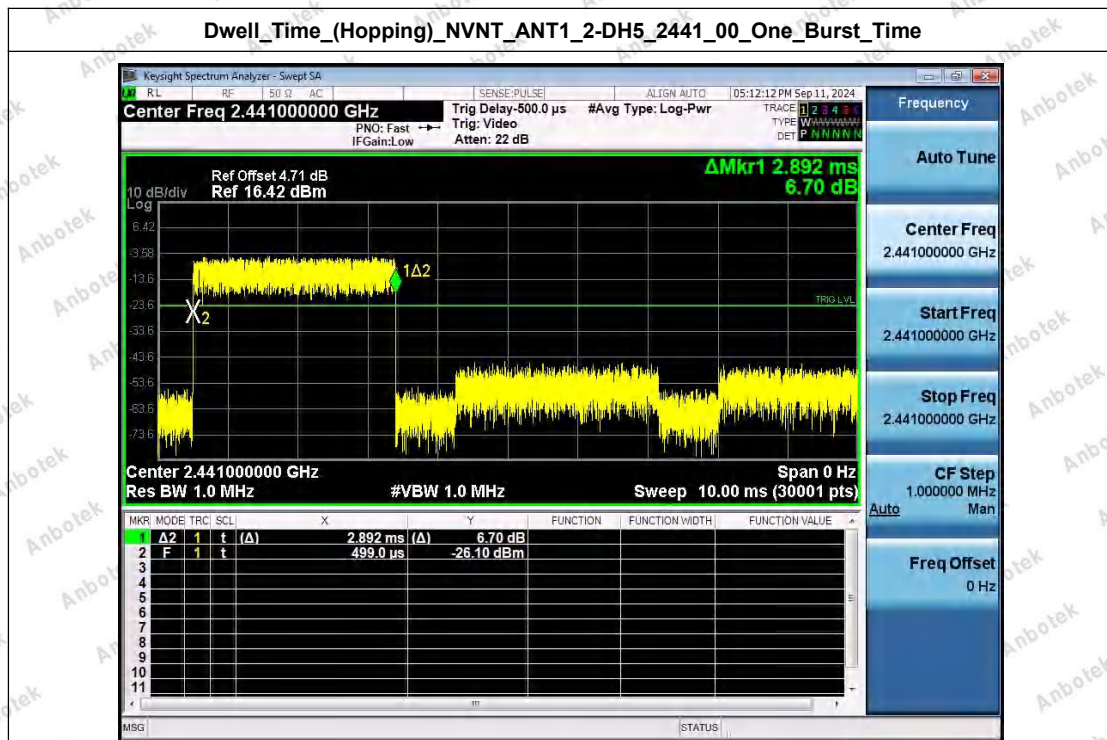 Dwell_Time_(Hopping)_NVNT_ANT1_2-DH5_2441_00_One_Burst_Time
Keysight Spectrum Analyzer - Swept SA
RL RF 50 Ω AC SENSE:PULSE ALIGN AUTO 05:12:12 PM Sep 11, 2024
Center Freq 2.441000000 GHz
PNO: Fast
IFGain:Low
Trig Delay-500.0 µs
Trig: Video
Atten: 22 dB
#Avg Type: Log-Pwr
TRACE 1 2 3 4 5 6
TYPE W
DET P N N N N N
Frequency
Auto Tune
Center Freq
2.441000000 GHz
Start Freq
2.441000000 GHz
Stop Freq
2.441000000 GHz
CF Step
1.000000 MHz
Auto Man
Freq Offset
0 Hz
ΔMkr1 2.892 ms
6.70 dB
Ref Offset 4.71 dB
10 dB/div Ref 16.42 dBm
Log
6.42
-3.58
-13.6
-23.6
-33.6
-43.6
-53.6
-63.6
-73.6
1Δ2
2
TRIG LVL
Center 2.441000000 GHz Span 0 Hz
Res BW 1.0 MHz #VBW 1.0 MHz Sweep 10.00 ms (30001 pts)
MKR MODE TRC SCL X Y FUNCTION FUNCTION WIDTH FUNCTION VALUE
1 Δ2 1 t (Δ) 2.892 ms (Δ) 6.70 dB
2 F 1 t 499.0 µs -26.10 dBm
3
4
5
6
7
8
9
10
11
MSG STATUS
Anbotek